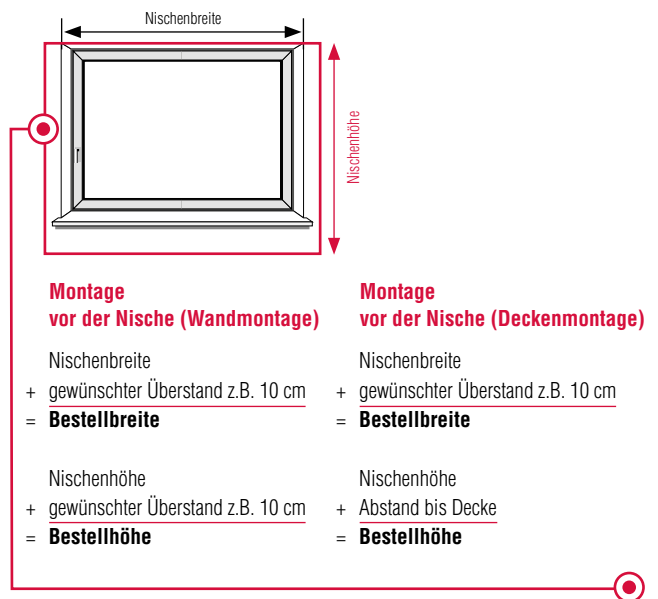 Nischenbreite
Nischenhöhe
Montage
vor der Nische (Wandmontage)
Nischenbreite
+ gewünschter Überstand z.B. 10 cm
= Bestellbreite
Nischenhöhe
+ gewünschter Überstand z.B. 10 cm
= Bestellhöhe
Montage
vor der Nische (Deckenmontage)
Nischenbreite
+ gewünschter Überstand z.B. 10 cm
= Bestellbreite
Nischenhöhe
+ Abstand bis Decke
= Bestellhöhe